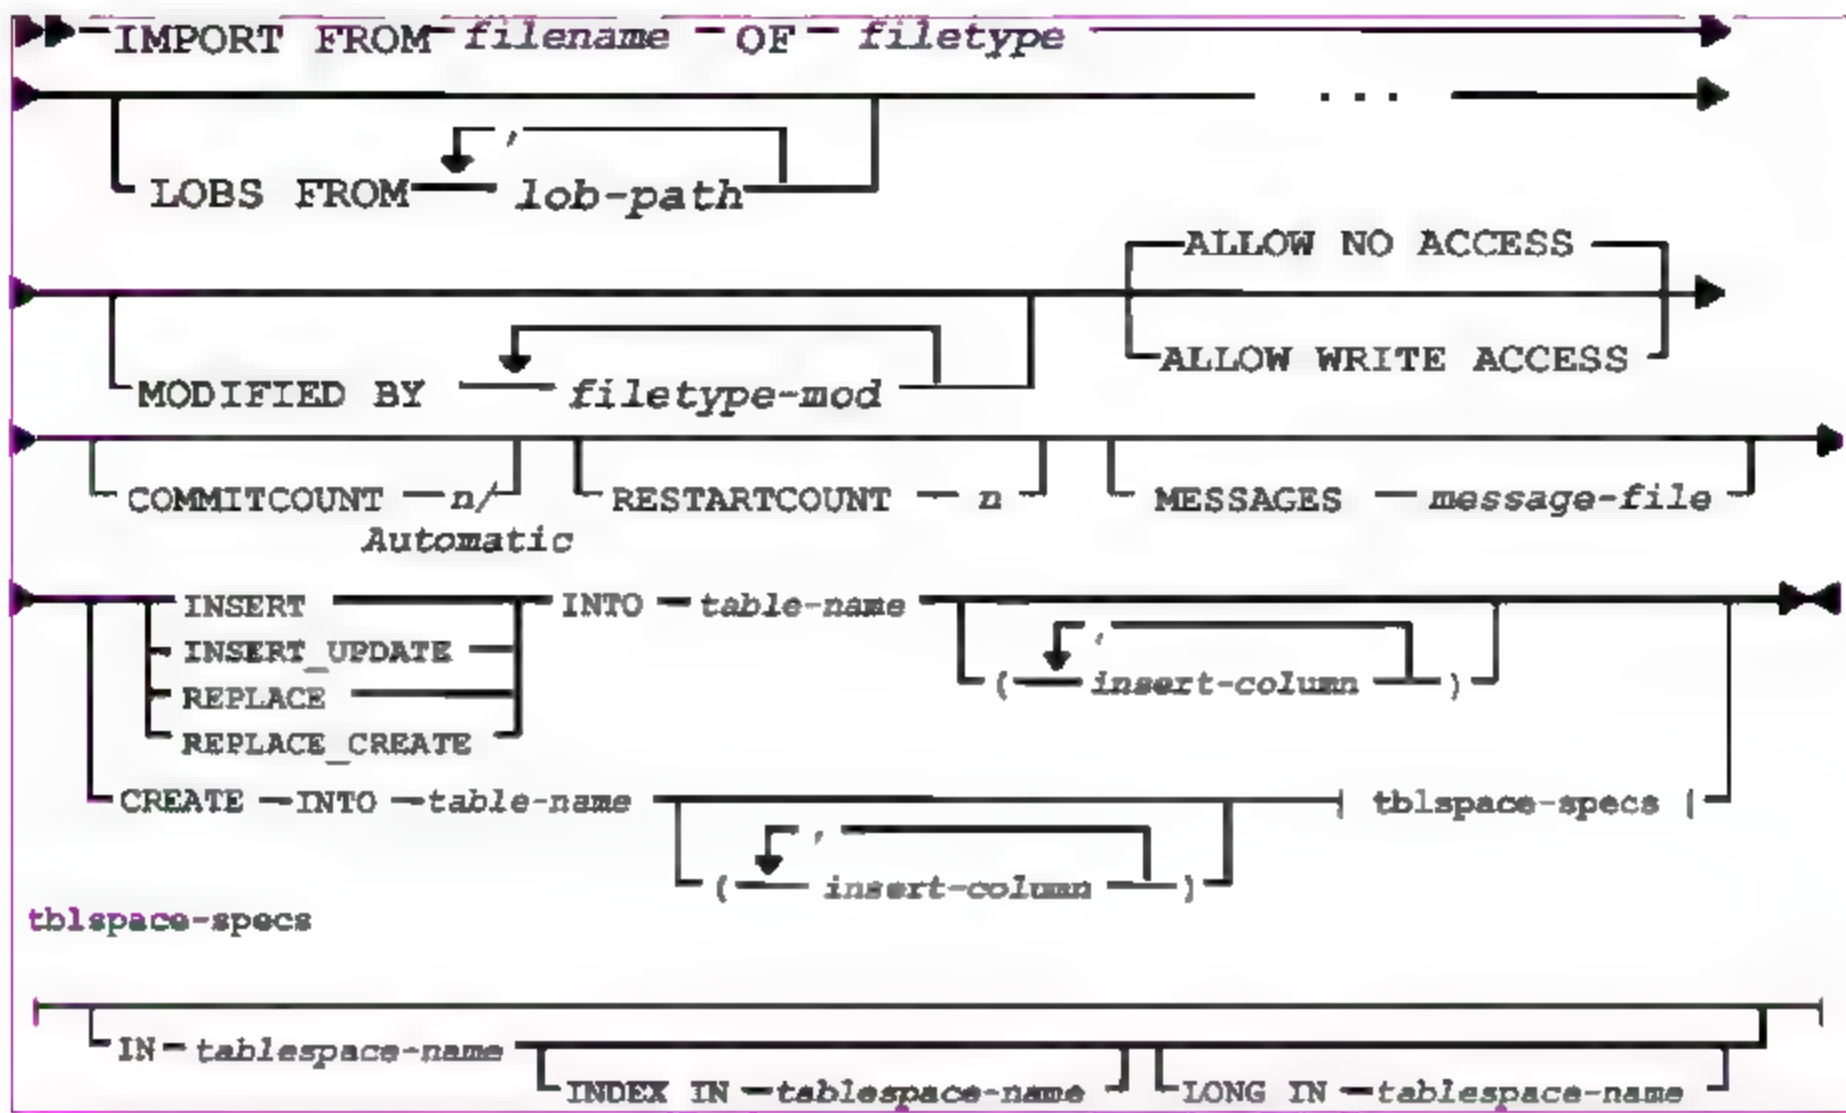 IMPORT FROM filename OF filetype
...
,
LOBS FROM lob-path
ALLOW NO ACCESS
ALLOW WRITE ACCESS
MODIFIED BY filetype-mod
COMMITCOUNT n/ RESTARTCOUNT n MESSAGES message-file
Automatic
INSERT INTO table-name
,
INSERT_UPDATE
( insert-column )
REPLACE
REPLACE_CREATE
CREATE INTO table-name tblspace-specs
,
( insert-column )
tblspace-specs
IN tablespace-name
INDEX IN tablespace-name LONG IN tablespace-name